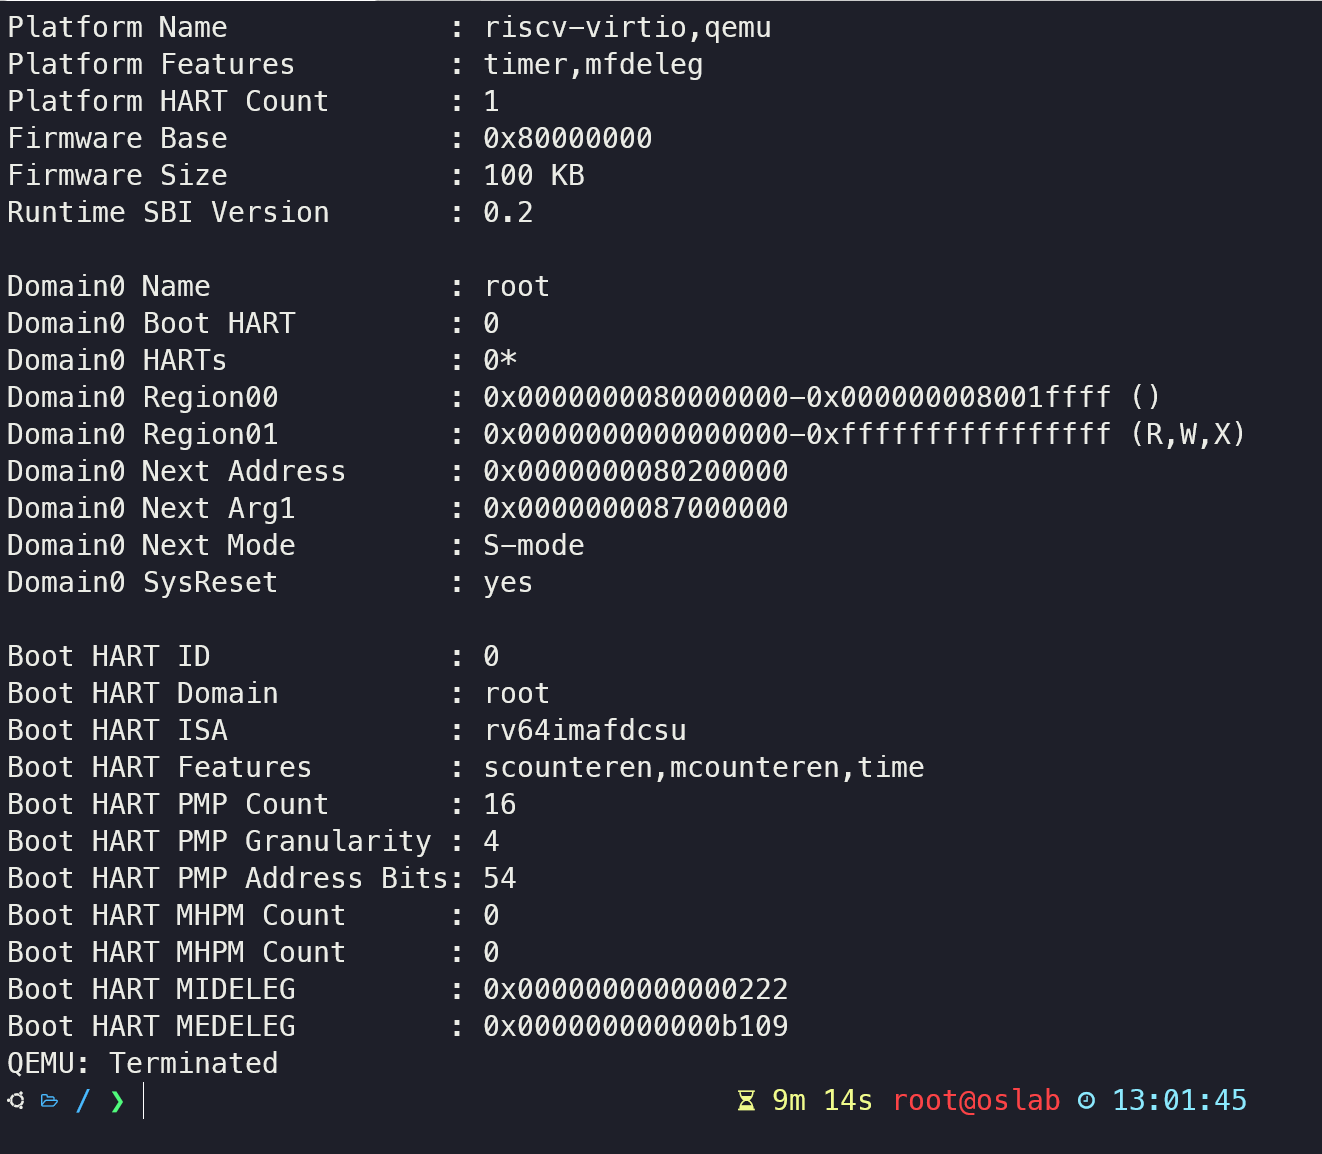 Platform Name             : riscv-virtio,qemu
Platform Features         : timer,mfdeleg
Platform HART Count       : 1
Firmware Base             : 0x80000000
Firmware Size             : 100 KB
Runtime SBI Version       : 0.2

Domain0 Name              : root
Domain0 Boot HART         : 0
Domain0 HARTs             : 0*
Domain0 Region00          : 0x0000000080000000-0x000000008001ffff ()
Domain0 Region01          : 0x0000000000000000-0xffffffffffffffff (R,W,X)
Domain0 Next Address      : 0x0000000080200000
Domain0 Next Arg1         : 0x0000000087000000
Domain0 Next Mode         : S-mode
Domain0 SysReset          : yes

Boot HART ID              : 0
Boot HART Domain          : root
Boot HART ISA             : rv64imafdcsu
Boot HART Features        : scounteren,mcounteren,time
Boot HART PMP Count       : 16
Boot HART PMP Granularity : 4
Boot HART PMP Address Bits: 54
Boot HART MHPM Count      : 0
Boot HART MHPM Count      : 0
Boot HART MIDELEG         : 0x0000000000000222
Boot HART MEDELEG         : 0x000000000000b109
QEMU: Terminated
/ ❯ 9m 14s root@oslab 13:01:45